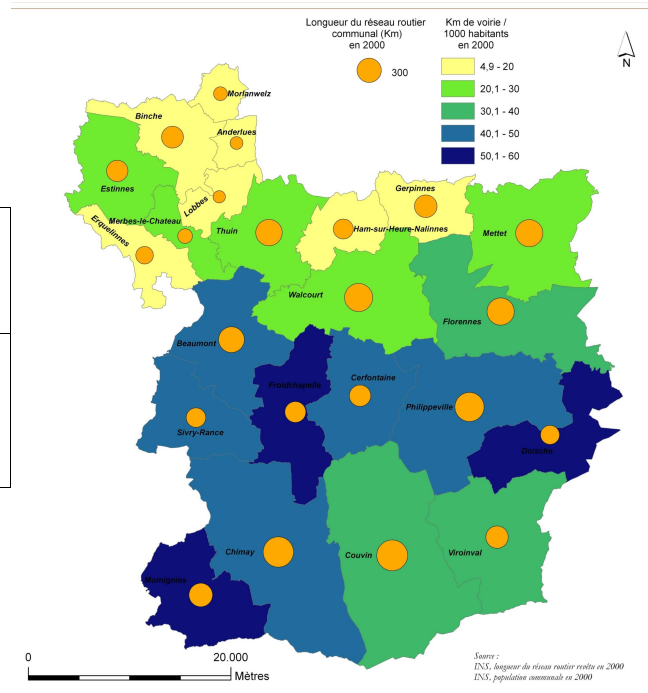 Longueur du réseau routier
communal (Km)
en 2000
300
Km de voirie /
1000 habitants
en 2000
4,9 - 20
20,1 - 30
30,1 - 40
40,1 - 50
50,1 - 60
N
Morlanwelz
Binche
Anderlues
Estinnes
Lobbes
Merbes-le-Chateau
Erquelinnes
Thuin
Ham-sur-Heure-Nalinnes
Gerpinnes
Mettet
Walcourt
Florennes
Beaumont
Froidchapelle
Cerfontaine
Philippeville
Sivry-Rance
Doische
Chimay
Couvin
Viroinval
Momignies
0
20.000
Mètres
Source :
INS, longueur du réseau routier revêtu en 2000
INS, population communale en 2000